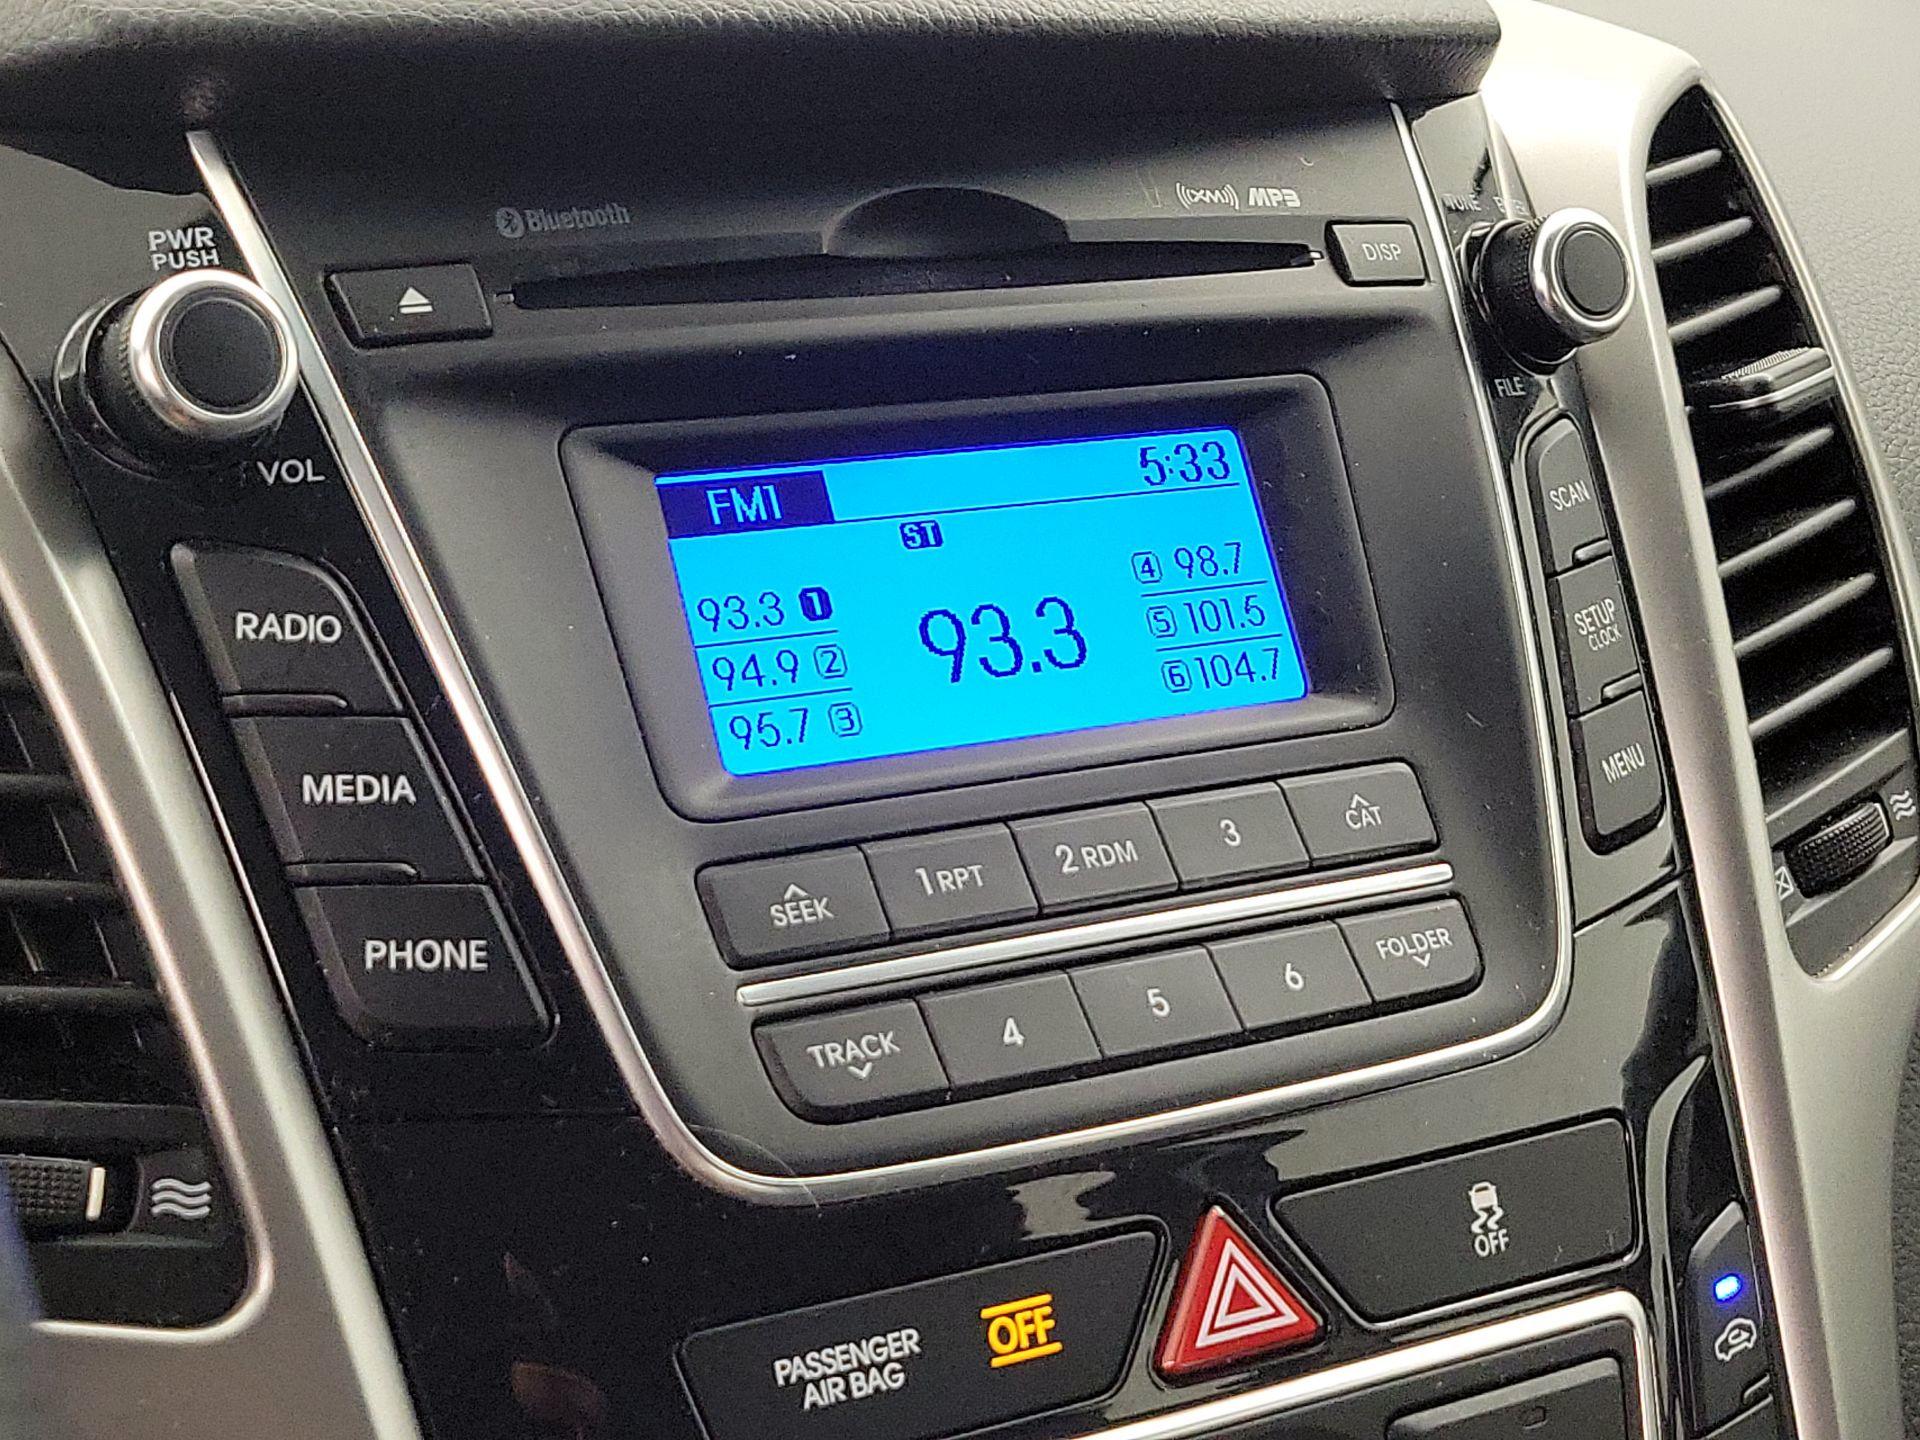 Bluetooth
((XM)) MP3
PWR
PUSH
DISP
TUNE
VOL
FILE
FM1
5:33
ST
93.3 1
94.9 2
95.7 3
93.3
4 98.7
5 101.5
6 104.7
RADIO
MEDIA
PHONE
SCAN
SETUP
CLOCK
MENU
SEEK
1 RPT
2 RDM
3
CAT
TRACK
4
5
6
FOLDER
PASSENGER
AIR BAG
OFF
OFF